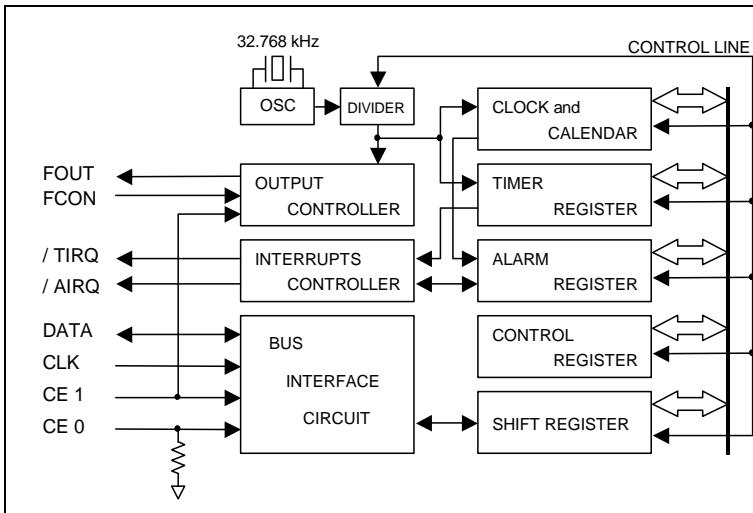 32.768 kHz
CONTROL LINE
OSC
DIVIDER
CLOCK and
CALENDAR
FOUT
FCON
OUTPUT
CONTROLLER
TIMER
REGISTER
/ TIRQ
/ AIRQ
INTERRUPTS
CONTROLLER
ALARM
REGISTER
DATA
CLK
CE 1
CE 0
BUS
INTERFACE
CIRCUIT
CONTROL
REGISTER
SHIFT REGISTER